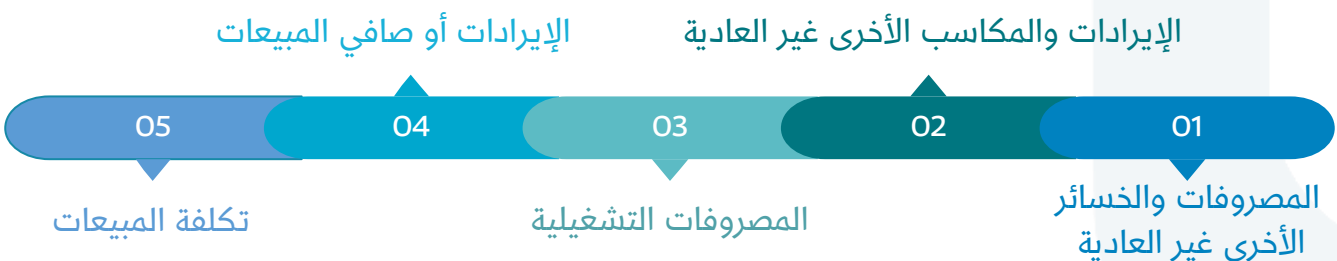 الإيرادات والمكاسب الأخرى غير العادية
الإيرادات أو صافي المبيعات
01
02
03
04
05
المصروفات والخسائر
الأخرى غير العادية
المصروفات التشغيلية
تكلفة المبيعات